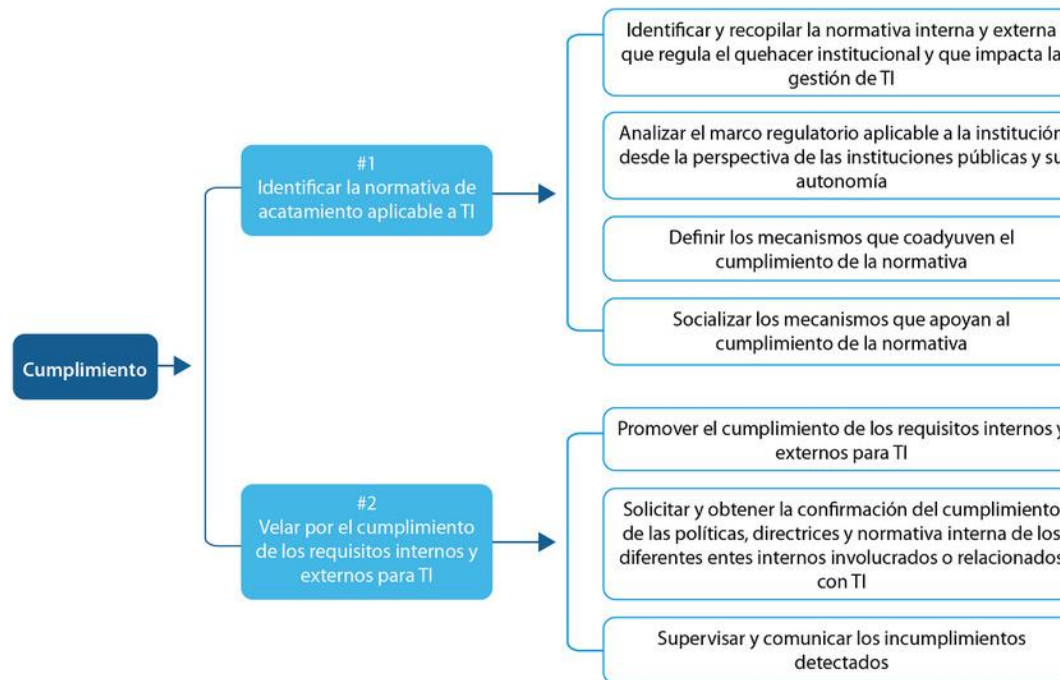 Identificar y recopilar la normativa interna y externa
que regula el quehacer institucional y que impacta la
gestión de TI
Analizar el marco regulatorio aplicable a la institución
desde la perspectiva de las instituciones públicas y su
autonomía
#1
Identificar la normativa de
acatamiento aplicable a TI
Definir los mecanismos que coadyuven el
cumplimiento de la normativa
Socializar los mecanismos que apoyan al
cumplimiento de la normativa
Cumplimiento
Promover el cumplimiento de los requisitos internos y
externos para TI
#2
Velar por el cumplimiento
de los requisitos internos y
externos para TI
Solicitar y obtener la confirmación del cumplimiento
de las políticas, directrices y normativa interna de los
diferentes entes internos involucrados o relacionados
con TI
Supervisar y comunicar los incumplimientos
detectados